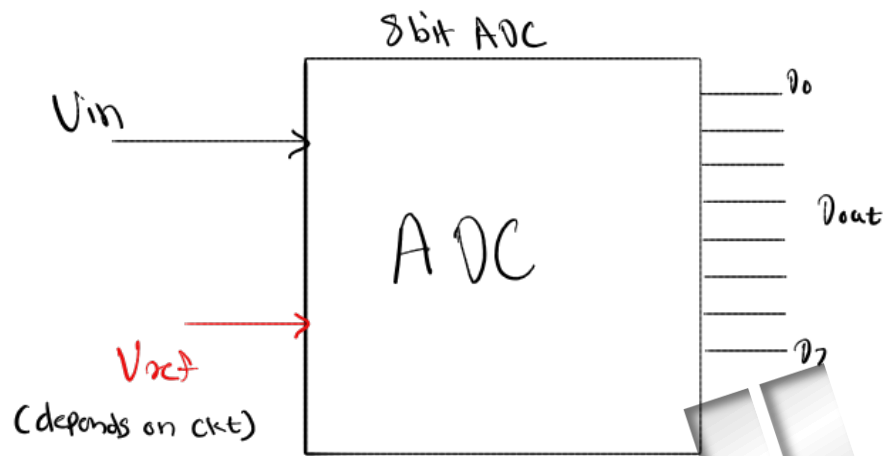 8bit ADC
Vin
D0
ADC
Dout
Vref
D7
(depends on ckt)